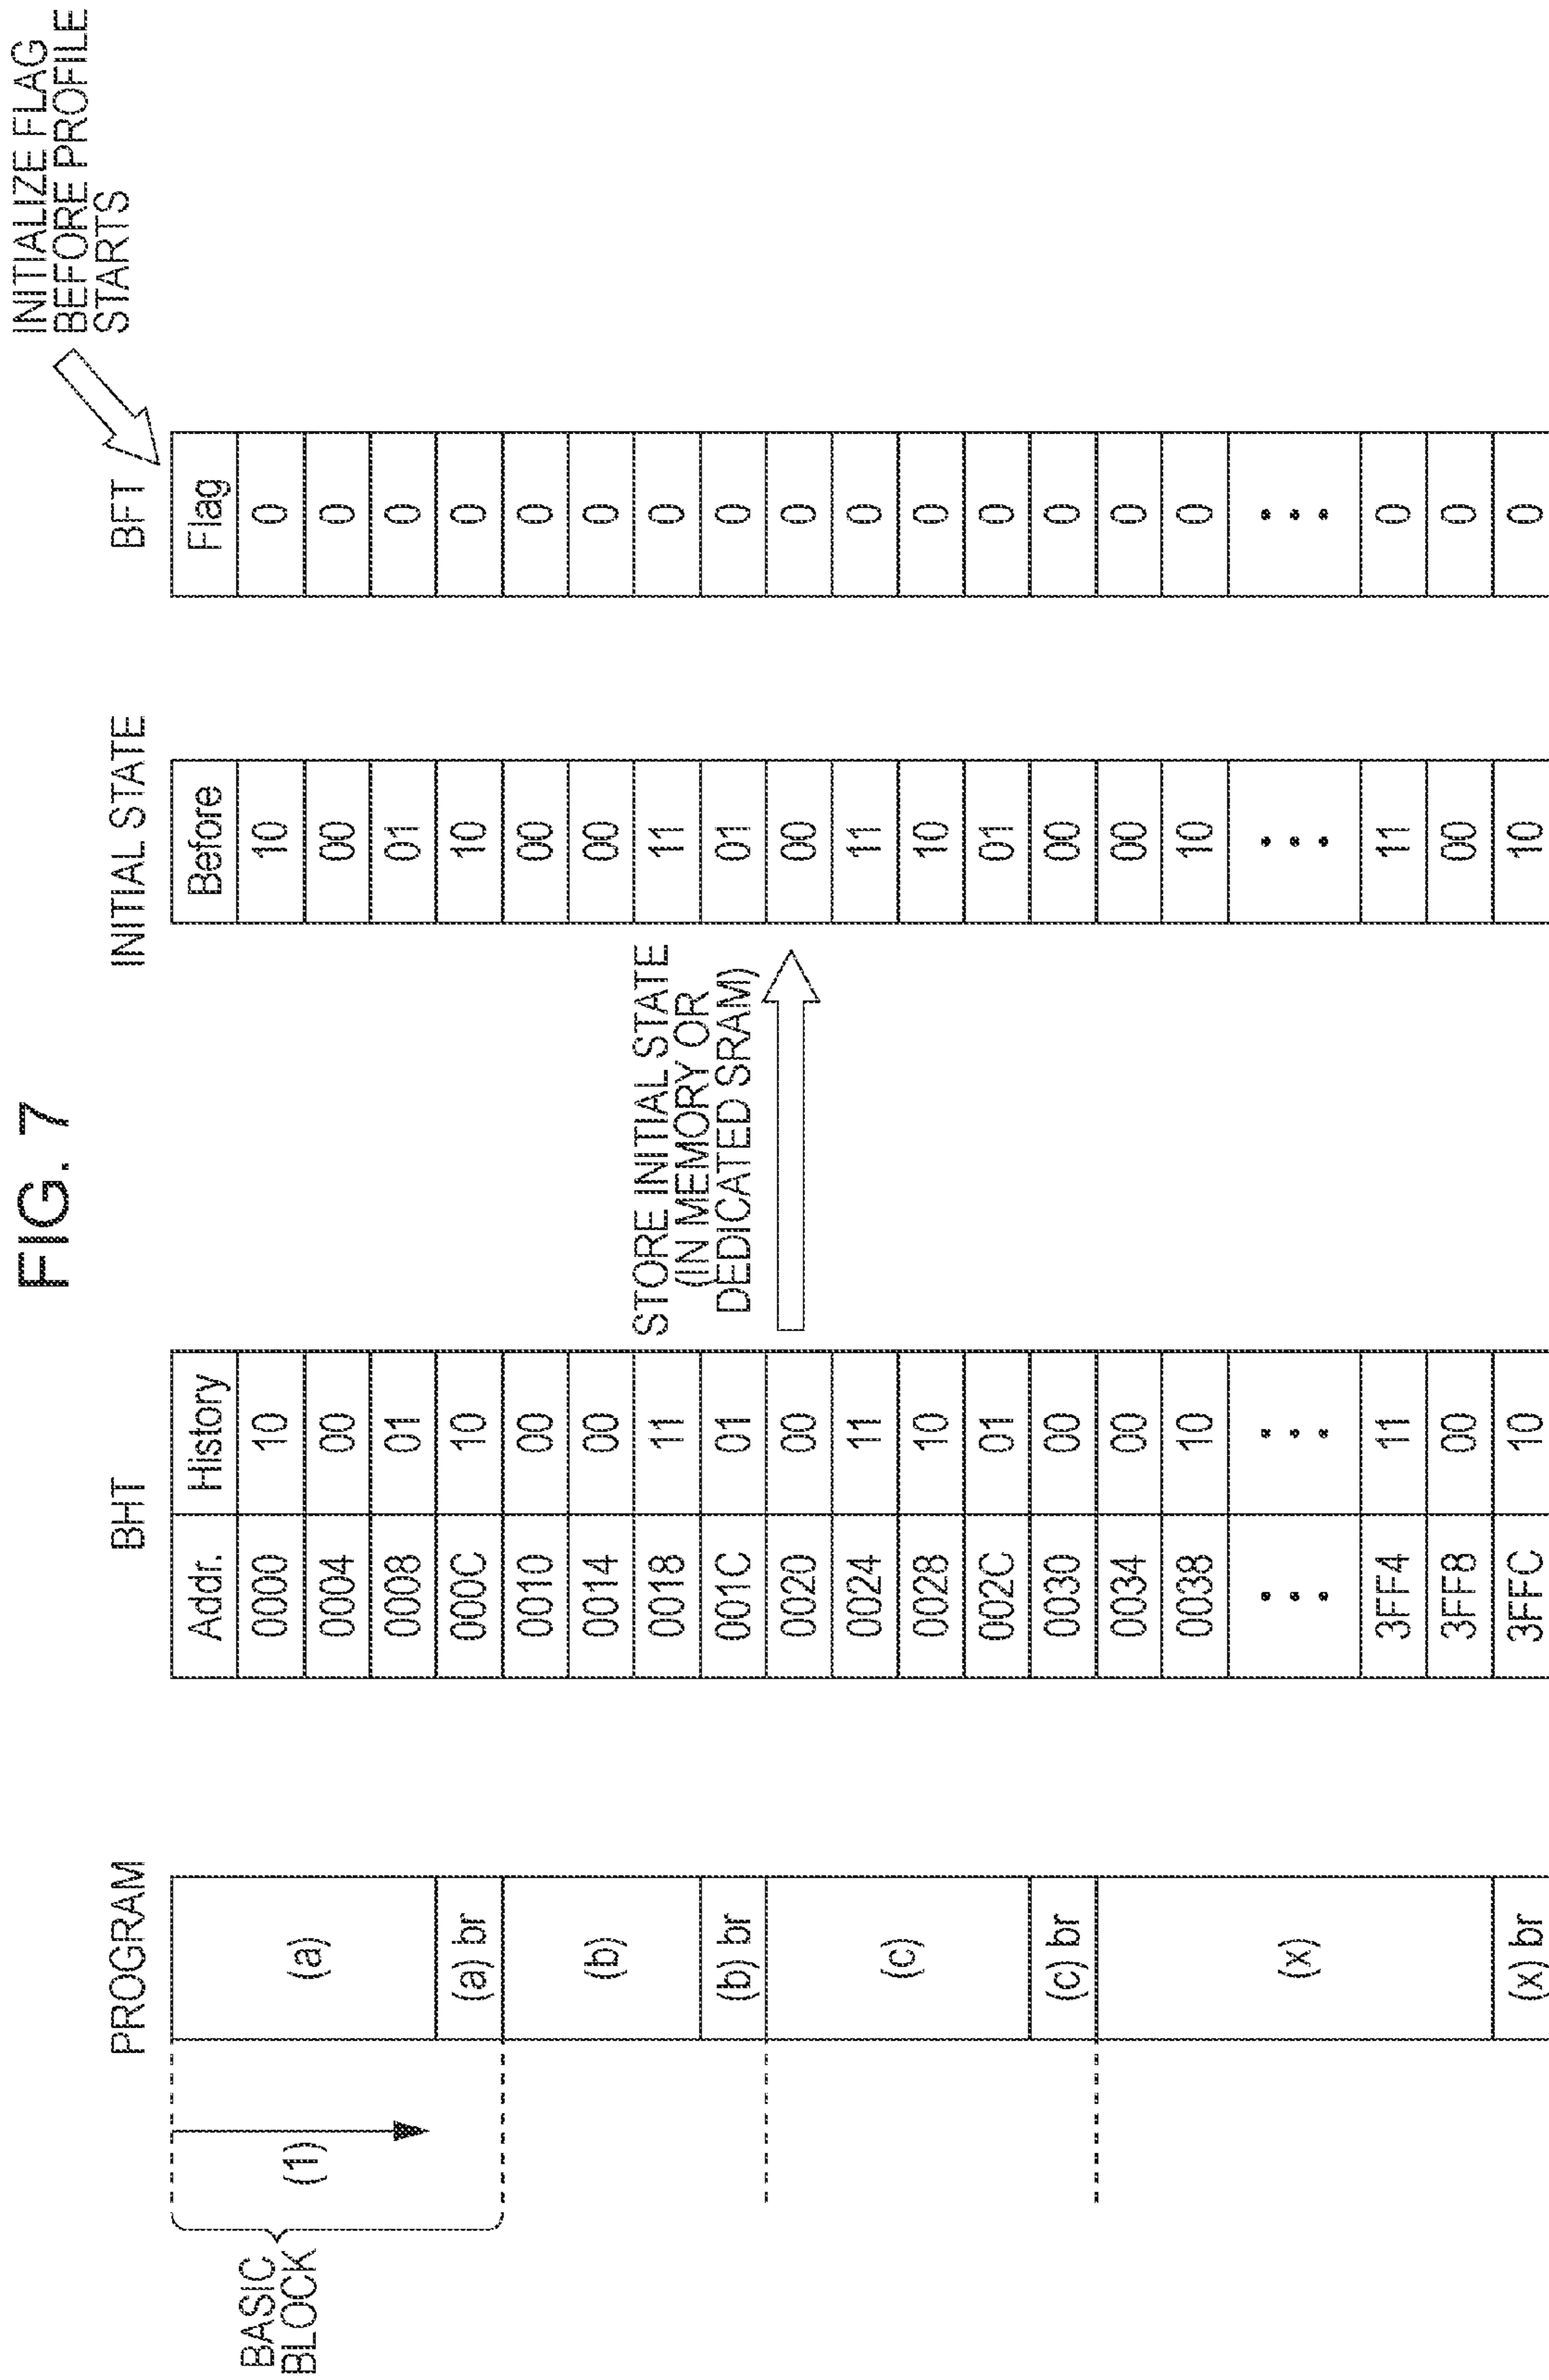 FIG. 7
PROGRAM
BHT
INITIAL STATE
BFT
INITIALIZE FLAG
BEFORE PROFILE
STARTS
BASIC
BLOCK
(1)
(a)
(a) br
(b)
(b) br
(c)
(c) br
(x)
(x) br
STORE INITIAL STATE
(IN MEMORY OR
DEDICATED SRAM)
Addr. History Before Flag
0000 10 10 0
0004 00 00 0
0008 01 01 0
000C 10 10 0
0010 00 00 0
0014 00 00 0
0018 11 11 0
001C 01 01 0
0020 00 00 0
0024 11 11 0
0028 10 10 0
002C 01 01 0
0030 00 00 0
0034 00 00 0
0038 10 10 0
• • • • • • • • • • • •
3FF4 11 11 0
3FF8 00 00 0
3FFC 10 10 0